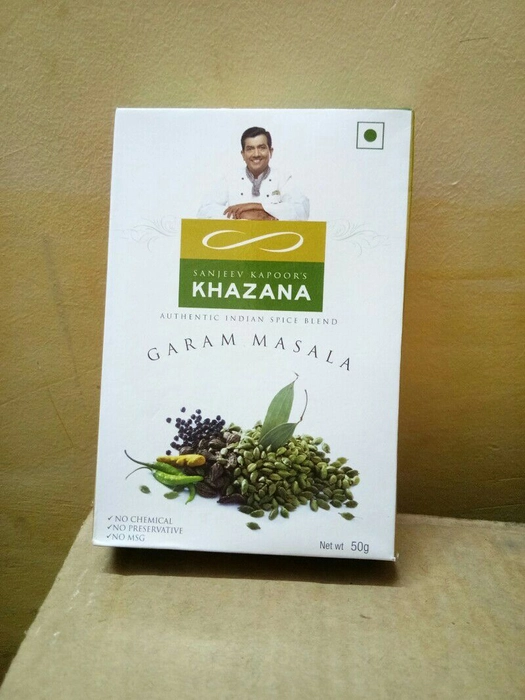 SANJEEV KAPOOR'S
KHAZANA
AUTHENTIC INDIAN SPICE BLEND
GARAM MASALA
✓ NO CHEMICAL
✓NO PRESERVATIVE
✓NO MSG
Net wt 50g